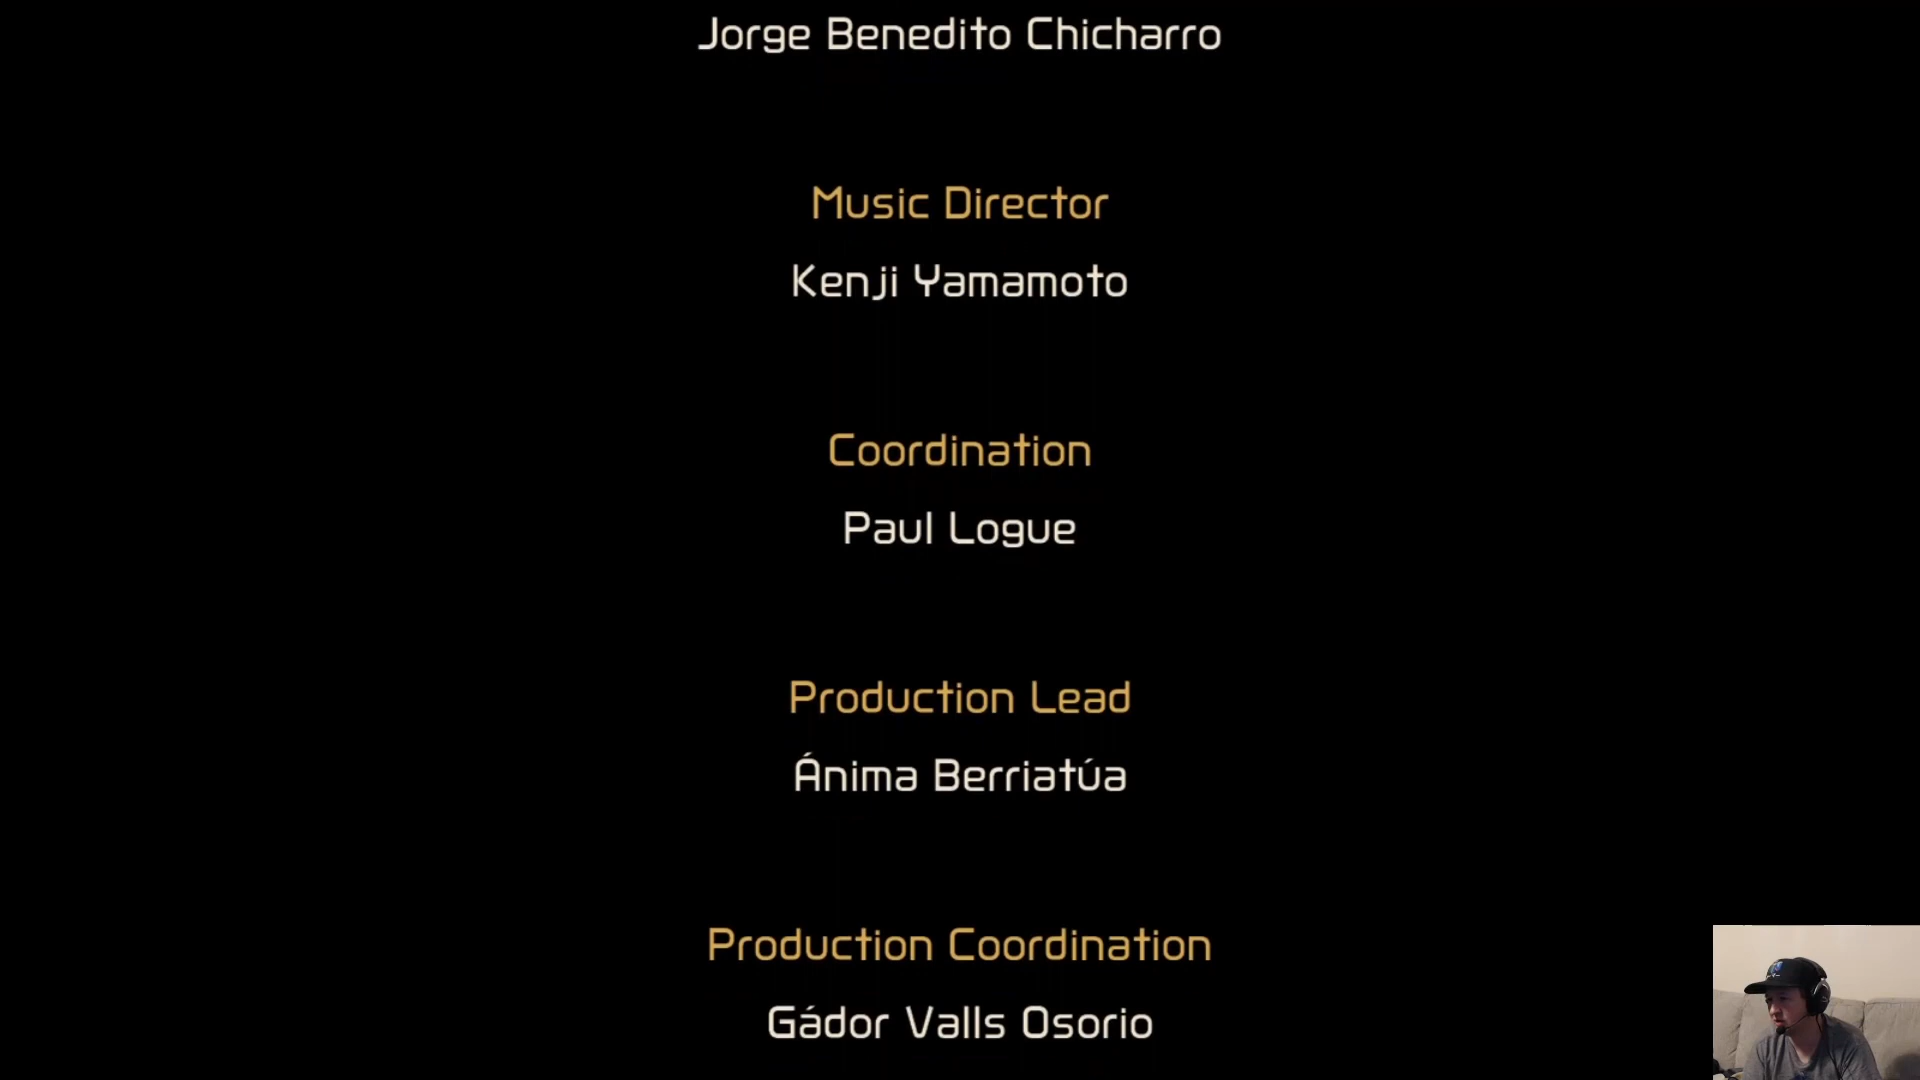 Jorge Benedito Chicharro
Music Director
Kenji Yamamoto
Coordination
Paul Logue
Production Lead
Ánima Berriatúa
Production Coordination
Gádor Valls Osorio